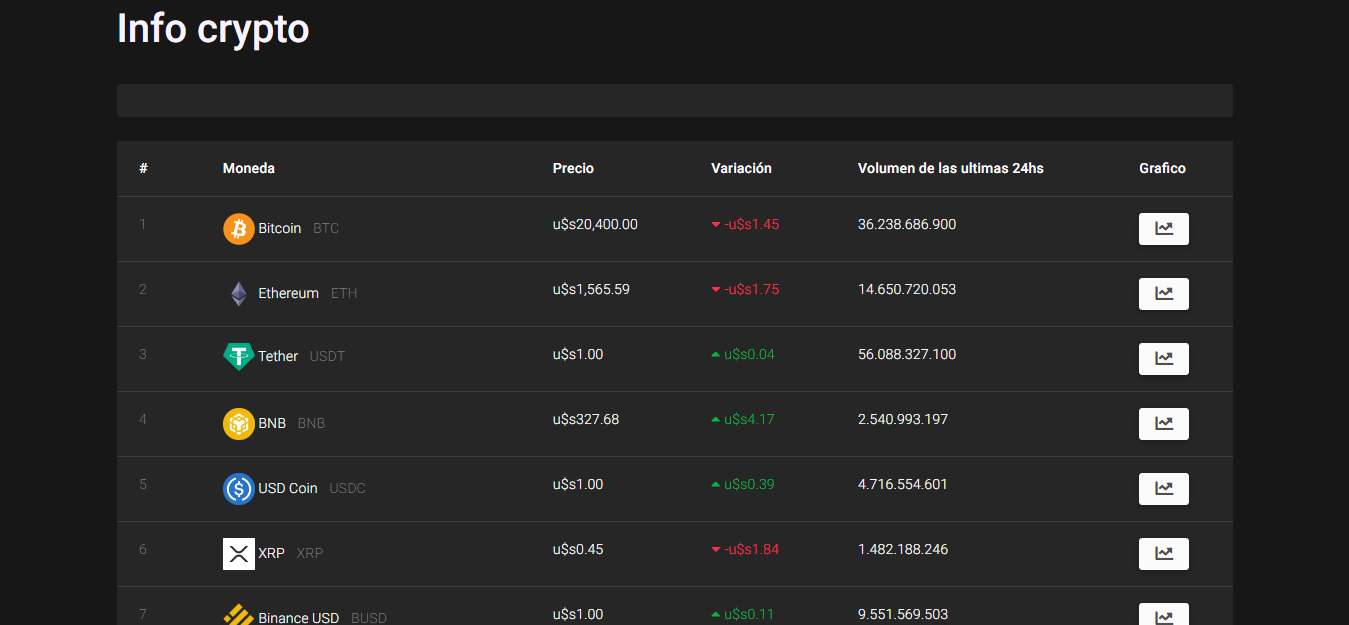 Info crypto
# Moneda Precio Variación Volumen de las ultimas 24hs Grafico
1 Bitcoin BTC u$s20,400.00 -u$s1.45 36.238.686.900
2 Ethereum ETH u$s1,565.59 -u$s1.75 14.650.720.053
3 Tether USDT u$s1.00 u$s0.04 56.088.327.100
4 BNB BNB u$s327.68 u$s4.17 2.540.993.197
5 USD Coin USDC u$s1.00 u$s0.39 4.716.554.601
6 XRP XRP u$s0.45 -u$s1.84 1.482.188.246
7 Binance USD BUSD u$s1.00 u$s0.11 9.551.569.503